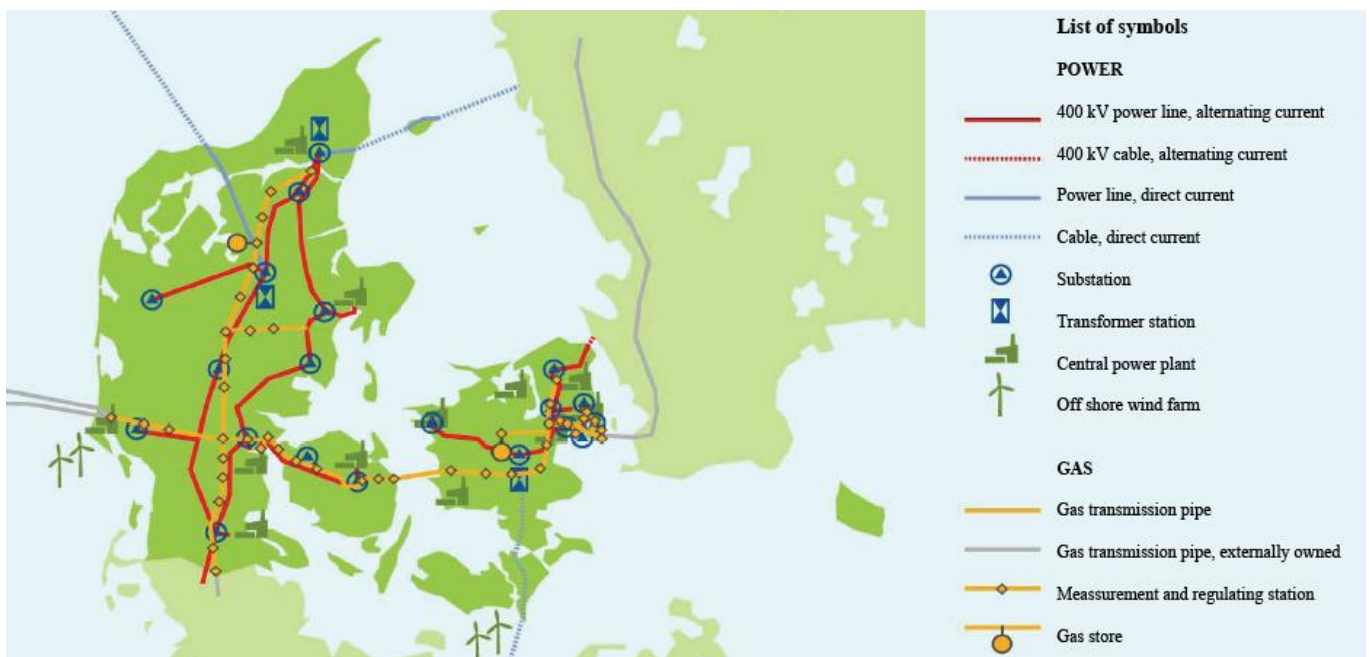 List of symbols
POWER
400 kV power line, alternating current
400 kV cable, alternating current
Power line, direct current
Cable, direct current
Substation
Transformer station
Central power plant
Off shore wind farm
GAS
Gas transmission pipe
Gas transmission pipe, externally owned
Meassurement and regulating station
Gas store